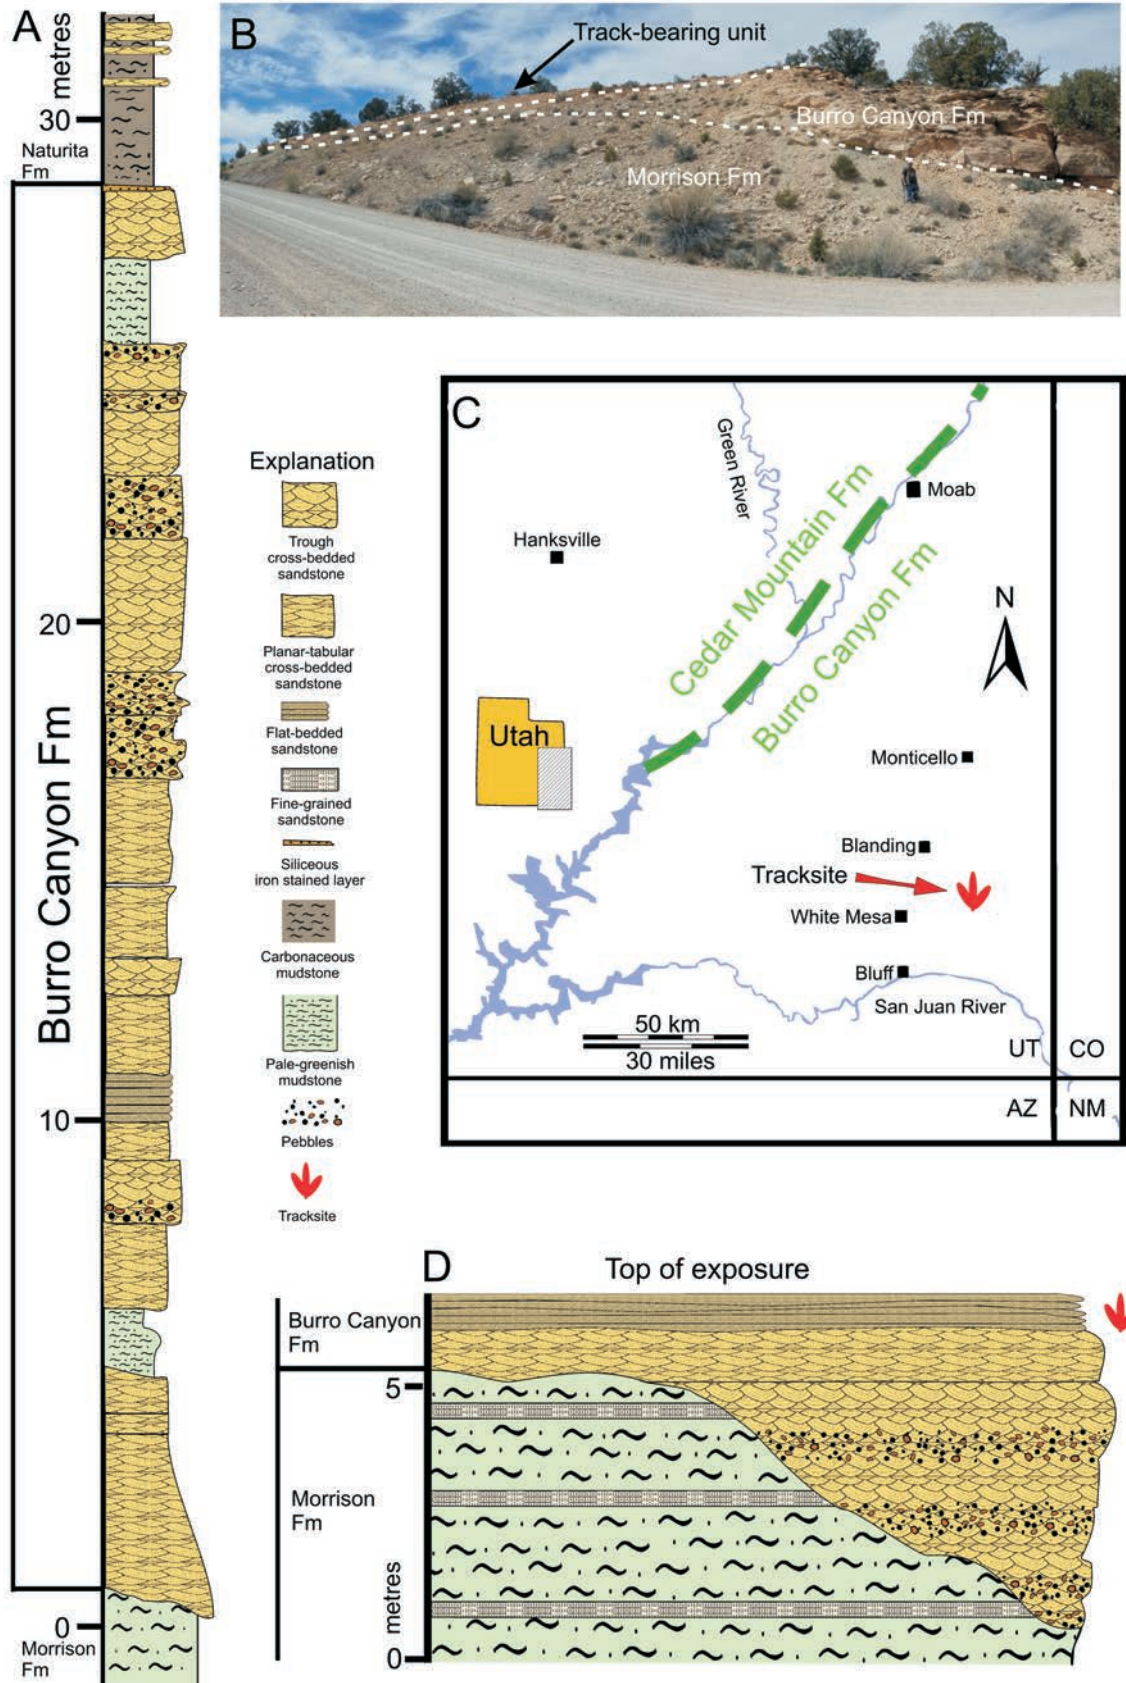 A
metres
30
Naturita
Fm
20
Burro Canyon Fm
10
0
Morrison
Fm
B
Track-bearing unit
Burro Canyon Fm
Morrison Fm
Explanation
Trough
cross-bedded
sandstone
Planar-tabular
cross-bedded
sandstone
Flat-bedded
sandstone
Fine-grained
sandstone
Siliceous
iron stained layer
Carbonaceous
mudstone
Pale-greenish
mudstone
Pebbles
Tracksite
C
Green River
Moab
Hanksville
Cedar Mountain Fm
Burro Canyon Fm
N
Utah
Monticello
Blanding
Tracksite
White Mesa
Bluff
San Juan River
50 km
30 miles
UT
CO
AZ
NM
D
Top of exposure
Burro Canyon
Fm
5
Morrison
Fm
metres
0